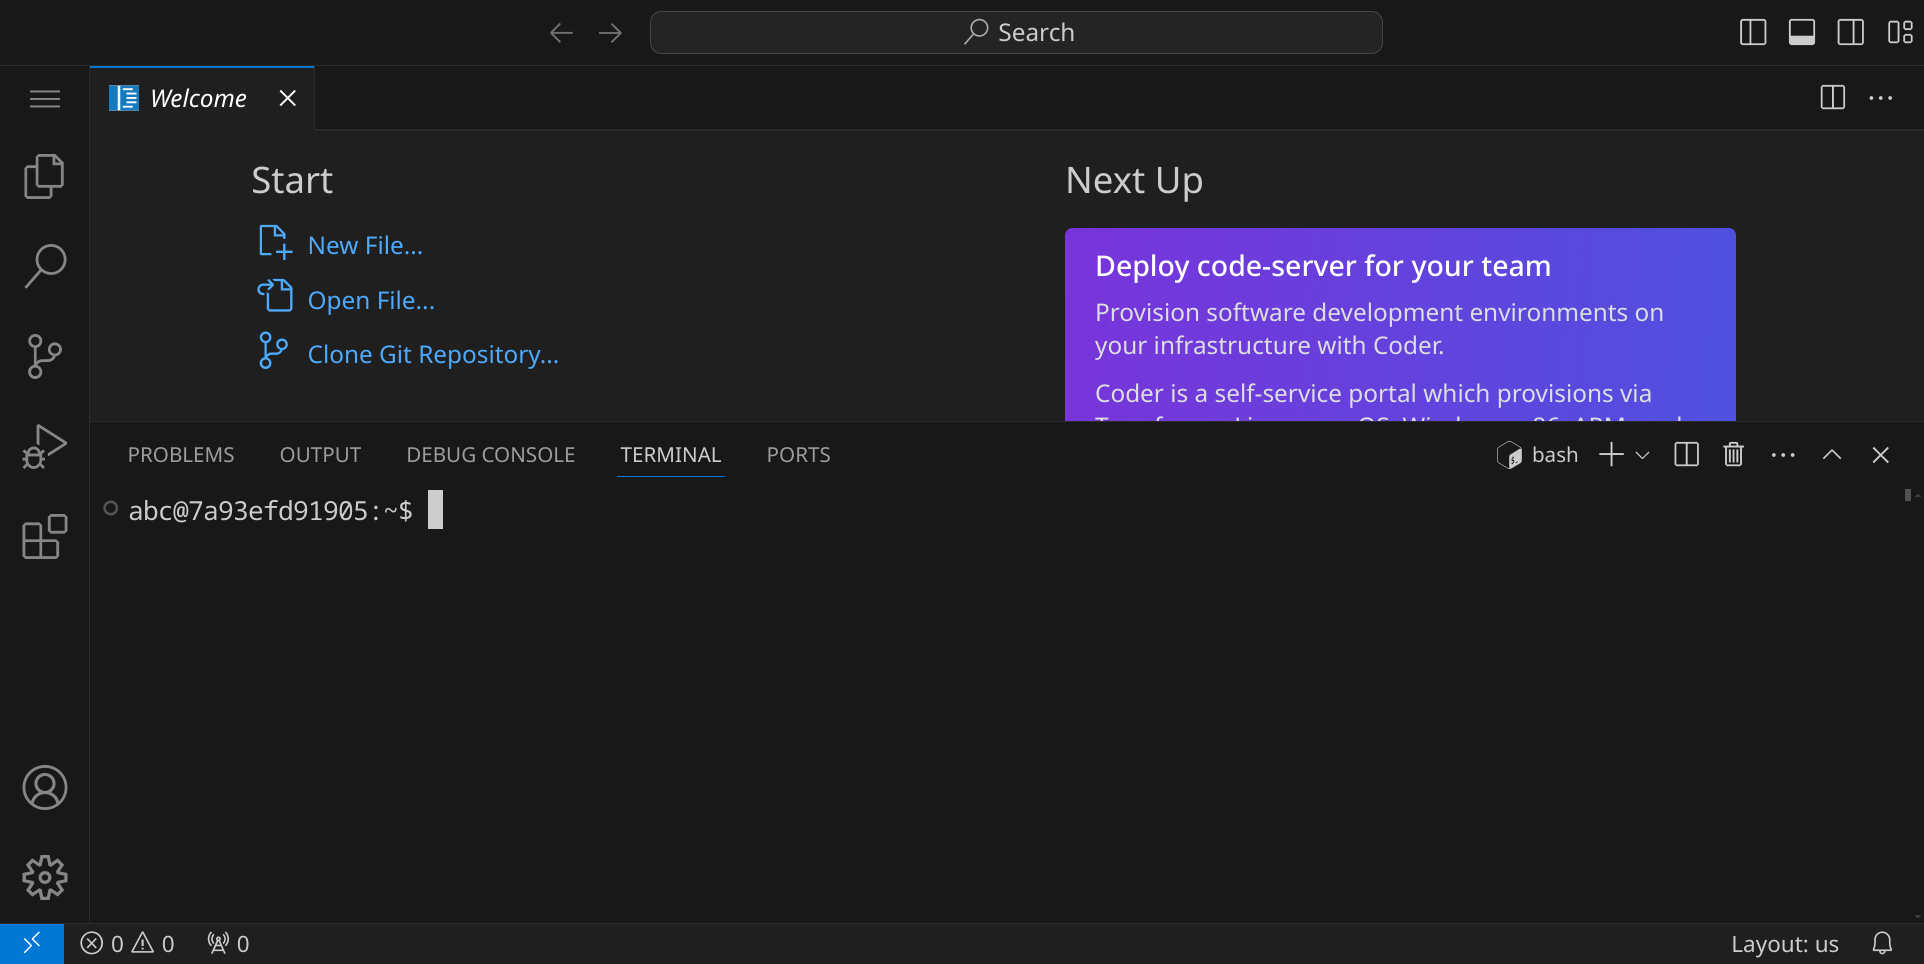 Search
Welcome
Start
New File...
Open File...
Clone Git Repository...
Next Up
Deploy code-server for your team
Provision software development environments on
your infrastructure with Coder.
Coder is a self-service portal which provisions via
PROBLEMS
OUTPUT
DEBUG CONSOLE
TERMINAL
PORTS
bash
abc@7a93efd91905:~$
0 0 0
Layout: us